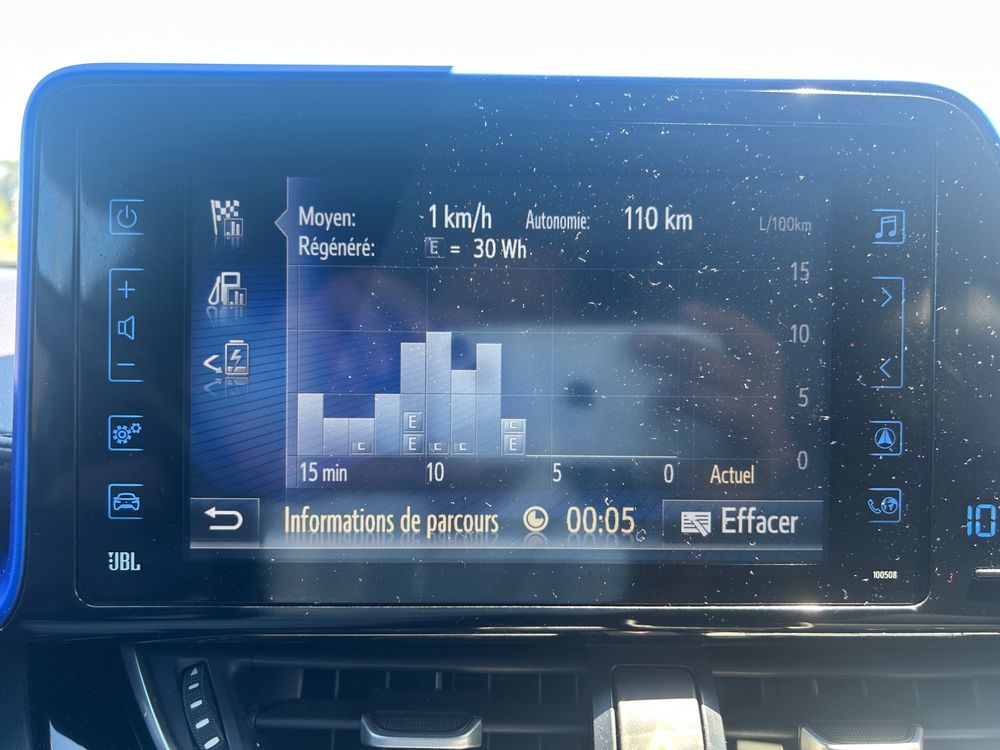 Moyen: 1 km/h Autonomie: 110 km L/100km
Régénéré: E = 30 Wh
15
10
5
E
E
E
0
15 min 10 5 0 Actuel
Informations de parcours 00:05 Effacer
JBL
100508
10